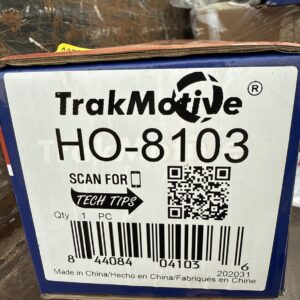 TrakMotive ®
HO-8103
SCAN FOR
TECH TIPS
Qty 1 PC
8 44084 04103 6
202031
Made in China/Hecho en China/Fabriqués en Chine